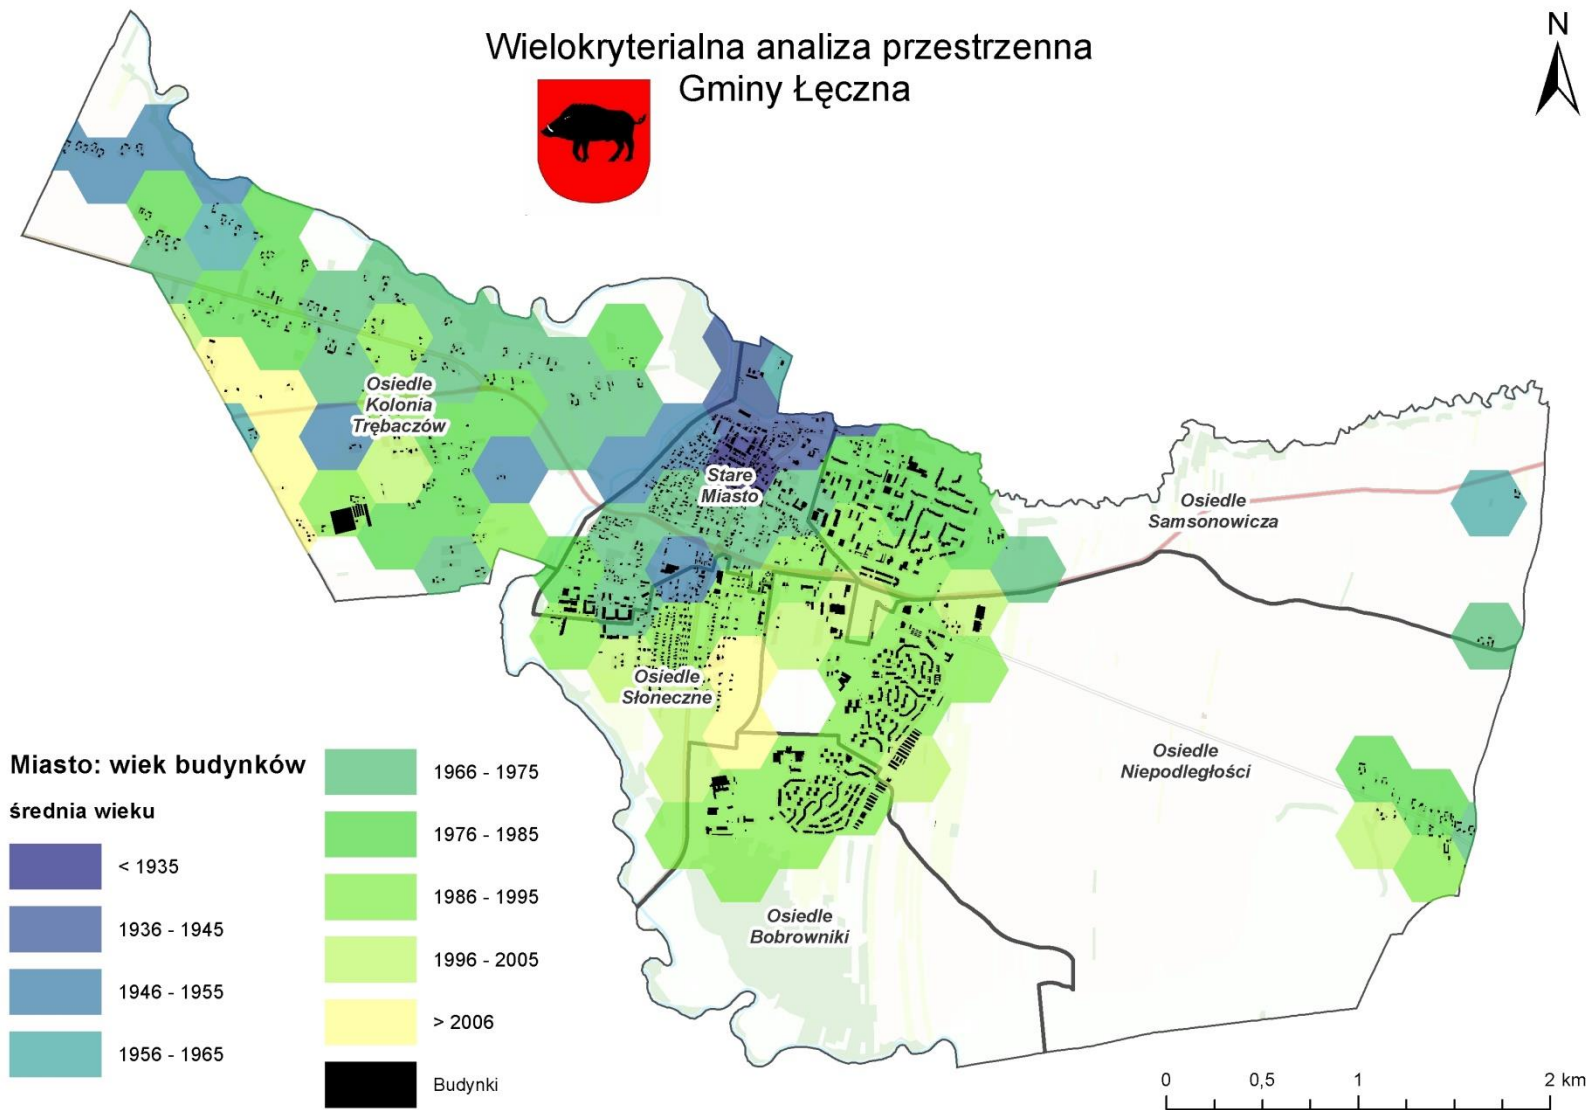 Wielokryterialna analiza przestrzenna
Gminy Łęczna
N
Osiedle
Kolonia
Trębaczów
Stare
Miasto
Osiedle
Samsonowicza
Osiedle
Słoneczne
Osiedle
Niepodległości
Osiedle
Bobrowniki
Miasto: wiek budynków
średnia wieku
< 1935
1936 - 1945
1946 - 1955
1956 - 1965
1966 - 1975
1976 - 1985
1986 - 1995
1996 - 2005
> 2006
Budynki
0 0,5 1 2 km